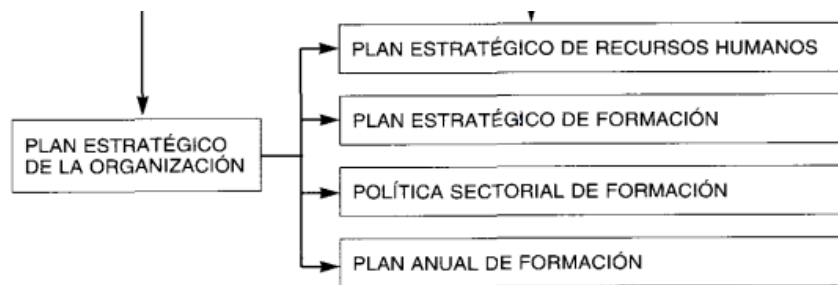 PLAN ESTRATÉGICO DE RECURSOS HUMANOS
PLAN ESTRATÉGICO DE FORMACIÓN
PLAN ESTRATÉGICO
DE LA ORGANIZACIÓN
POLÍTICA SECTORIAL DE FORMACIÓN
PLAN ANUAL DE FORMACIÓN